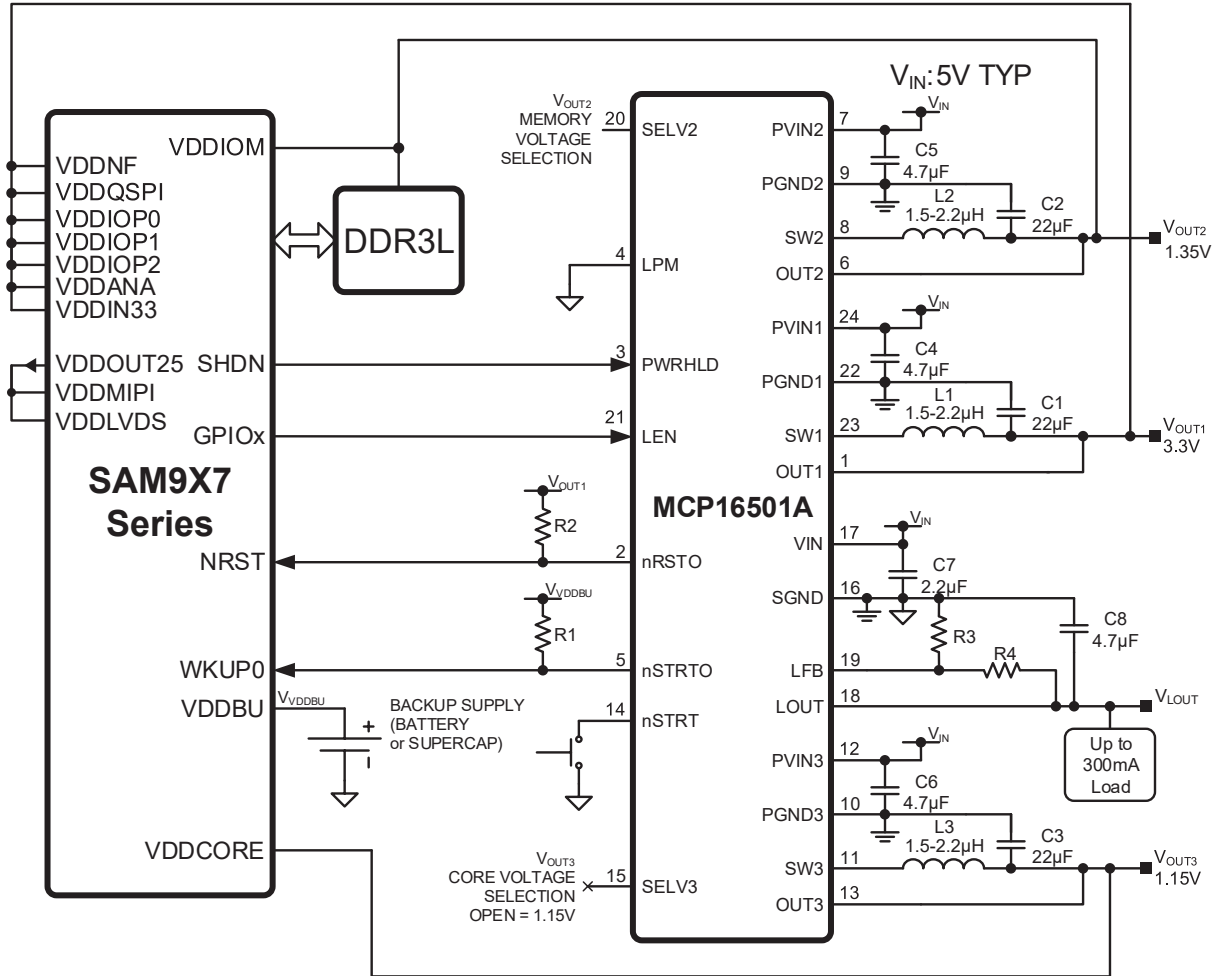 VIN:5V TYP
SAM9X7
Series
VDDNF
VDDQSPI
VDDIOP0
VDDIOP1
VDDIOP2
VDDANA
VDDIN33
VDDOUT25
VDDMIPI
VDDLVDS
VDDIOM
SHDN
GPIOx
NRST
WKUP0
VDDBU
VDDCORE
DDR3L
VOUT1
R2
VVDDBU
R1
VVDDBU
BACKUP SUPPLY
(BATTERY
or SUPERCAP)
+
VOUT2
MEMORY
VOLTAGE
SELECTION
VOUT3
CORE VOLTAGE
SELECTION
OPEN = 1.15V
MCP16501A
20 SELV2
4 LPM
3 PWRHLD
21 LEN
2 nRSTO
5 nSTRTO
14 nSTRT
15 SELV3
PVIN2 7
PGND2 9
SW2 8
OUT2 6
PVIN1 24
PGND1 22
SW1 23
OUT1 1
VIN 17
SGND 16
LFB 19
LOUT 18
PVIN3 12
PGND3 10
SW3 11
OUT3 13
VIN
C5
4.7µF
L2
1.5-2.2µH
C2
22µF
VOUT2
1.35V
VIN
C4
4.7µF
L1
1.5-2.2µH
C1
22µF
VOUT1
3.3V
VIN
C7
2.2µF
R3
R4
C8
4.7µF
VLOUT
Up to
300mA
Load
VIN
C6
4.7µF
L3
1.5-2.2µH
C3
22µF
VOUT3
1.15V